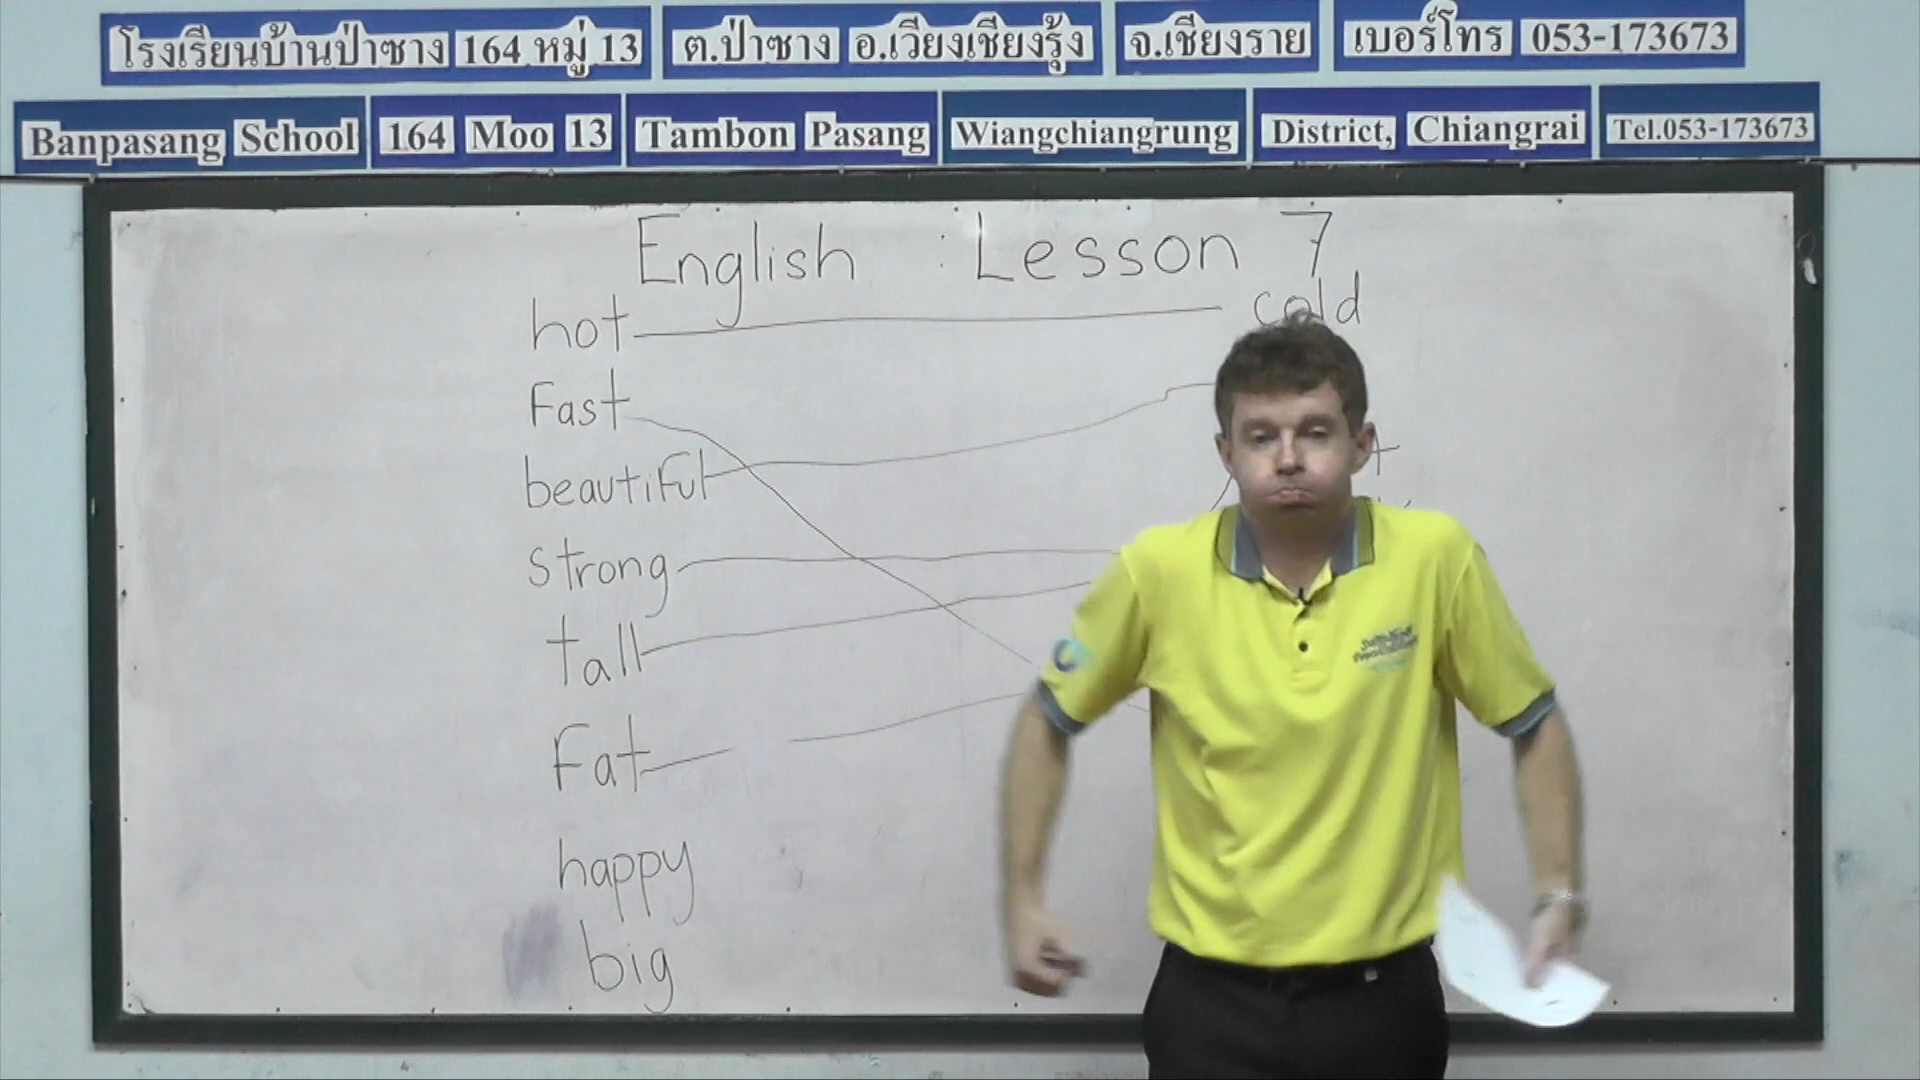 โรงเรียนบ้านป่าซาง 164 หมู่ 13 ต.ป่าซาง อ.เวียงเชียงรุ้ง จ.เชียงราย เบอร์โทร 053-173673
Banpasang School 164 Moo 13 Tambon Pasang Wiangchiangrung District, Chiangrai Tel.053-173673
English : Lesson 7
hot cold
Fast
beautiful
strong
tall
Fat
happy
big